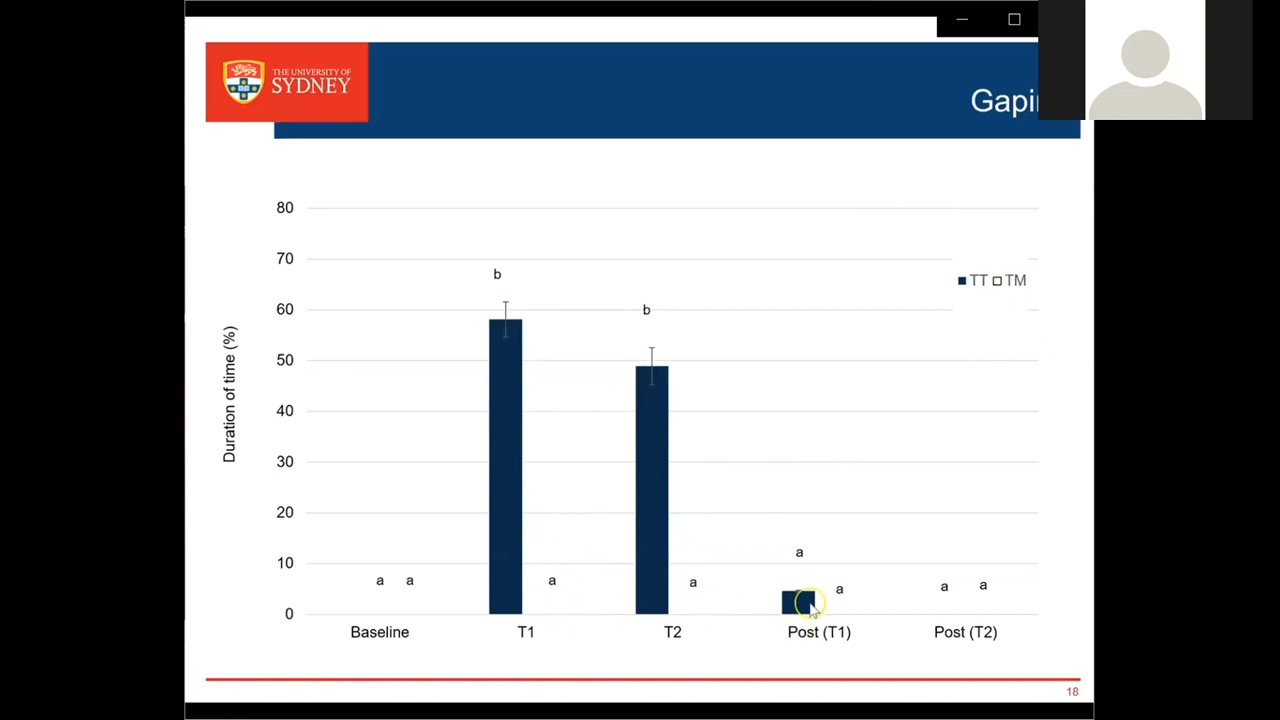 THE UNIVERSITY OF
SYDNEY
80
70
60
50
40
30
20
10
0
Duration of time (%)
b
b
a
a a
a
a
a
a a
TT TM
Baseline T1 T2 Post (T1) Post (T2)
18